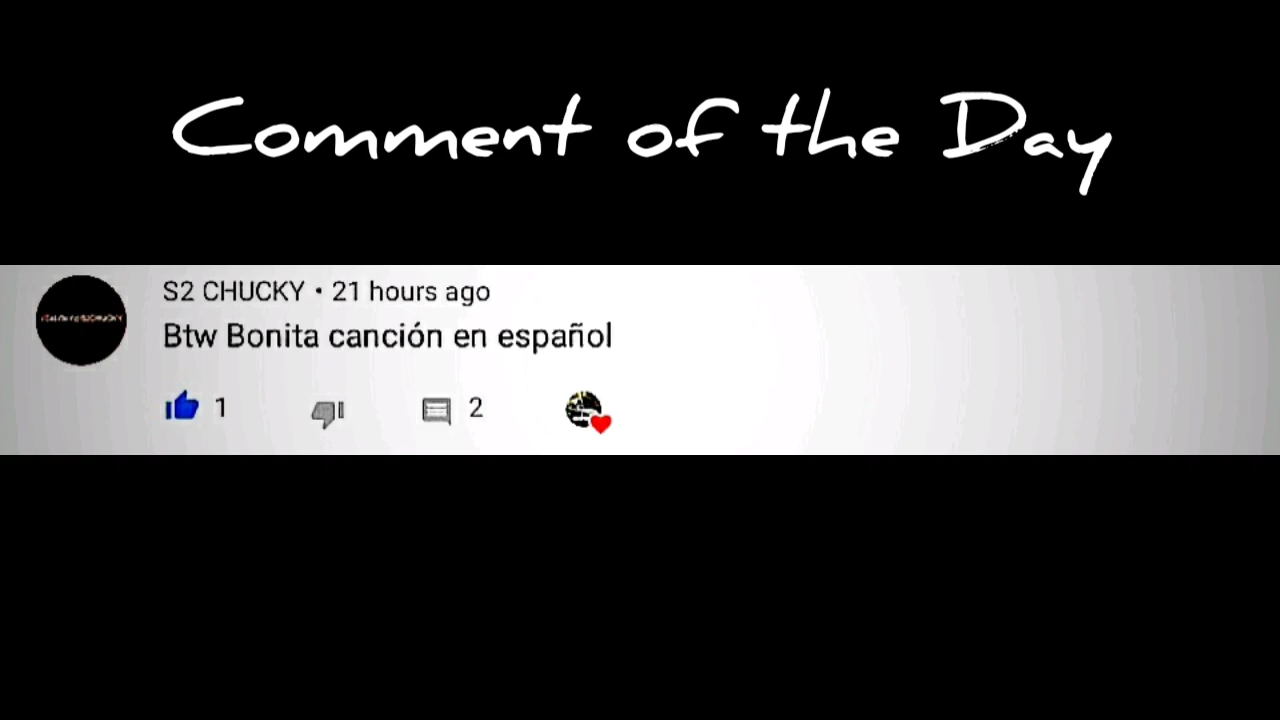 Comment of the Day
S2 CHUCKY • 21 hours ago
Btw Bonita canción en español
1
2